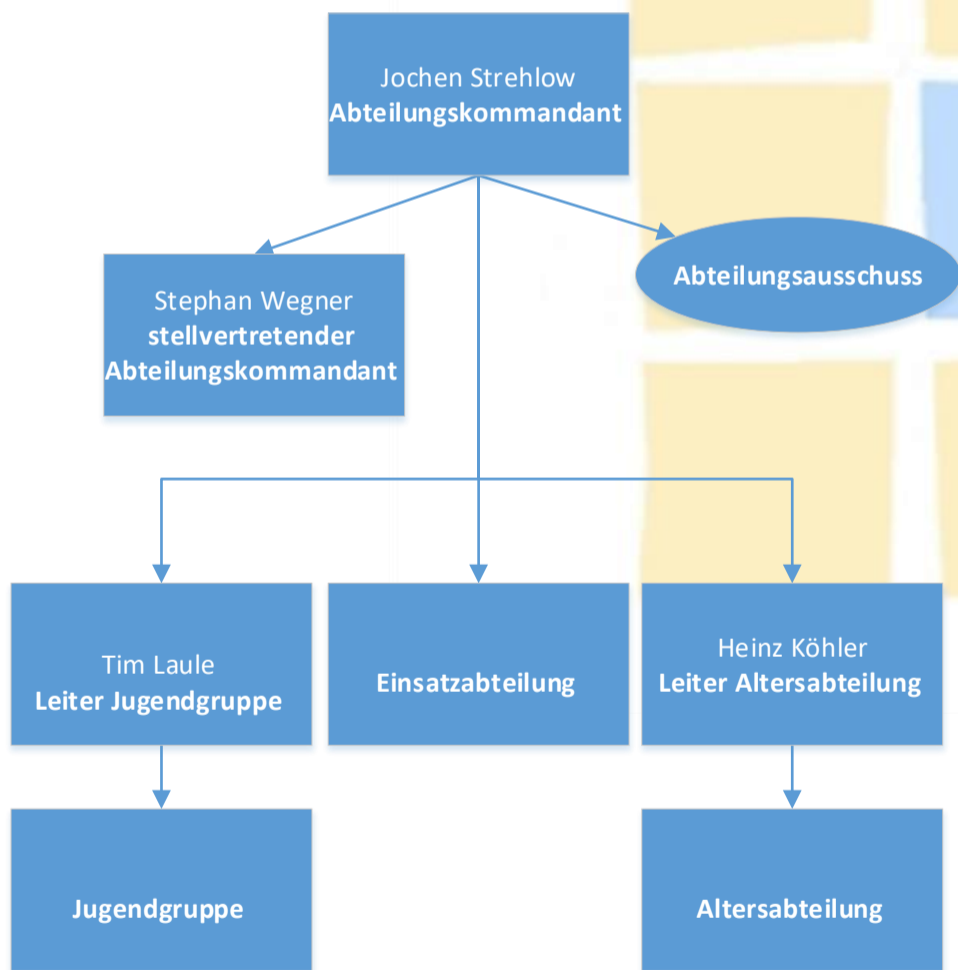 Jochen Strehlow
Abteilungskommandant
Abteilungsausschuss
Stephan Wegner
stellvertretender
Abteilungskommandant
Tim Laule
Leiter Jugendgruppe
Einsatzabteilung
Heinz Köhler
Leiter Altersabteilung
Jugendgruppe
Altersabteilung